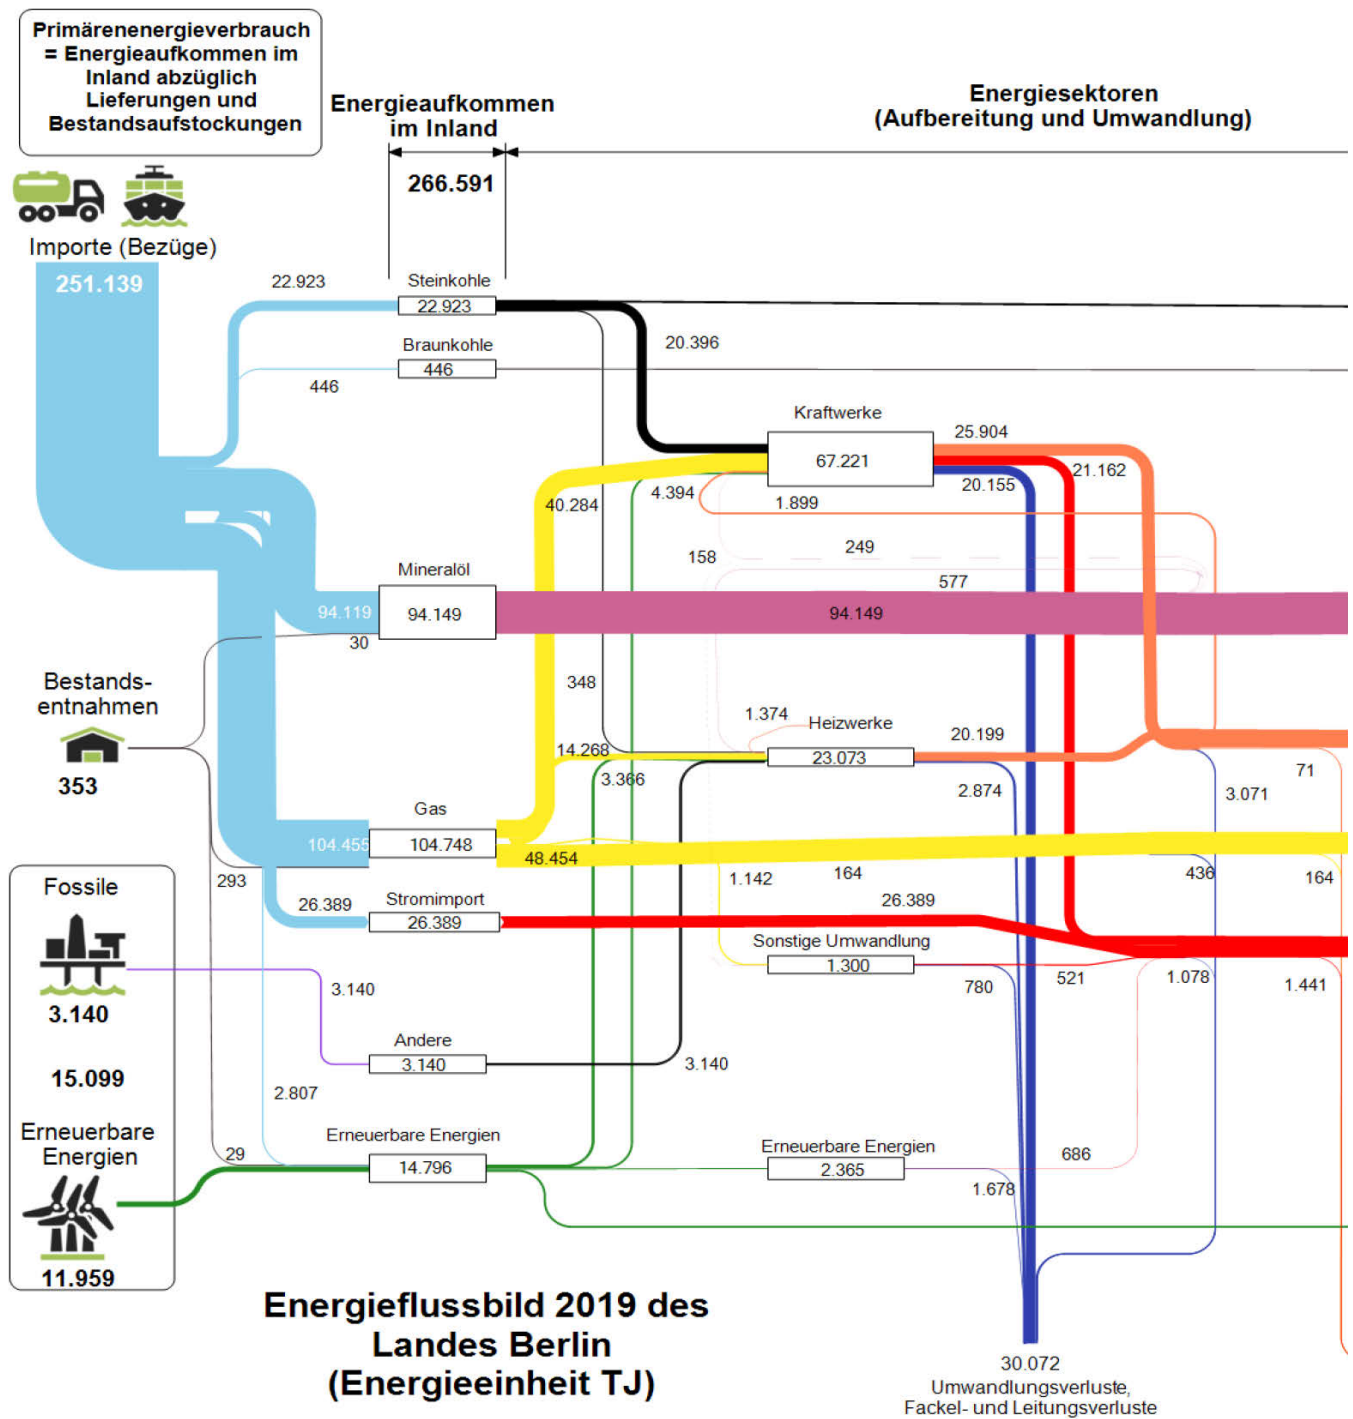 Primärenenergieverbrauch
= Energieaufkommen im
Inland abzüglich
Lieferungen und
Bestandsaufstockungen
Energieaufkommen
im Inland
266.591
Energiesektoren
(Aufbereitung und Umwandlung)
Importe (Bezüge)
251.139
22.923
Steinkohle
22.923
20.396
Braunkohle
446
446
Kraftwerke
67.221
25.904
21.162
20.155
4.394
40.284
1.899
158
249
577
Mineralöl
94.119
94.149
94.149
30
Bestands-
entnahmen
353
348
1.374
Heizwerke
23.073
20.199
14.268
3.366
2.874
71
3.071
Gas
104.455
104.748
48.454
293
1.142
164
436
164
Fossile
3.140
26.389
Stromimport
26.389
26.389
Sonstige Umwandlung
1.300
780
521
1.078
1.441
3.140
Andere
3.140
3.140
15.099
2.807
Erneuerbare
Energien
11.959
29
Erneuerbare Energien
14.796
Erneuerbare Energien
2.365
686
1.678
Energieflussbild 2019 des
Landes Berlin
(Energieeinheit TJ)
30.072
Umwandlungsverluste,
Fackel- und Leitungsverluste